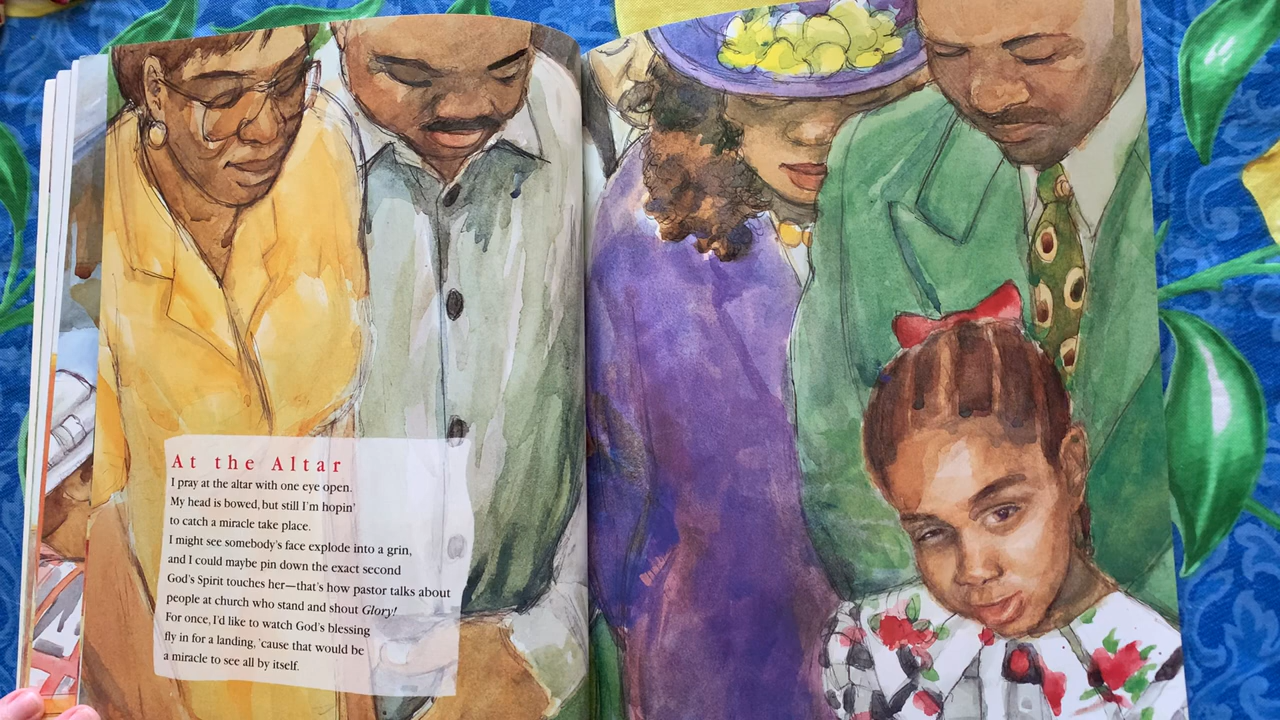 At the Altar
I pray at the altar with one eye open.
My head is bowed, but still I'm hopin'
to catch a miracle take place.
I might see somebody's face explode into a grin,
and I could maybe pin down the exact second
God's Spirit touches her—that's how pastor talks about
people at church who stand and shout Glory!
For once, I'd like to watch God's blessing
fly in for a landing, 'cause that would be
a miracle to see all by itself.